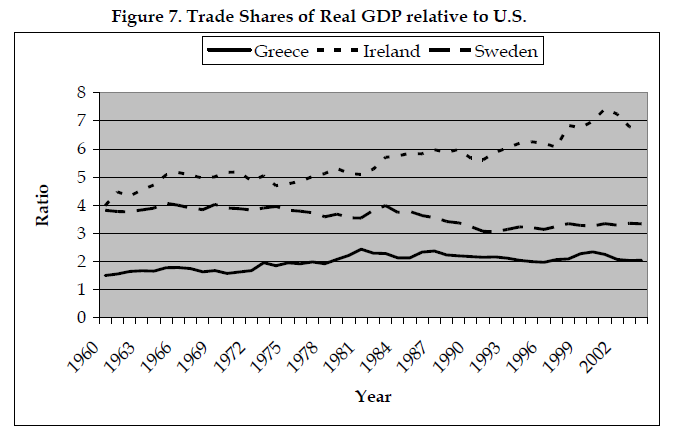 Figure 7. Trade Shares of Real GDP relative to U.S.
Greece Ireland Sweden
8
7
6
5
4
3
2
1
0
Ratio
1960 1963 1966 1969 1972 1975 1978 1981 1984 1987 1990 1993 1996 1999 2002
Year